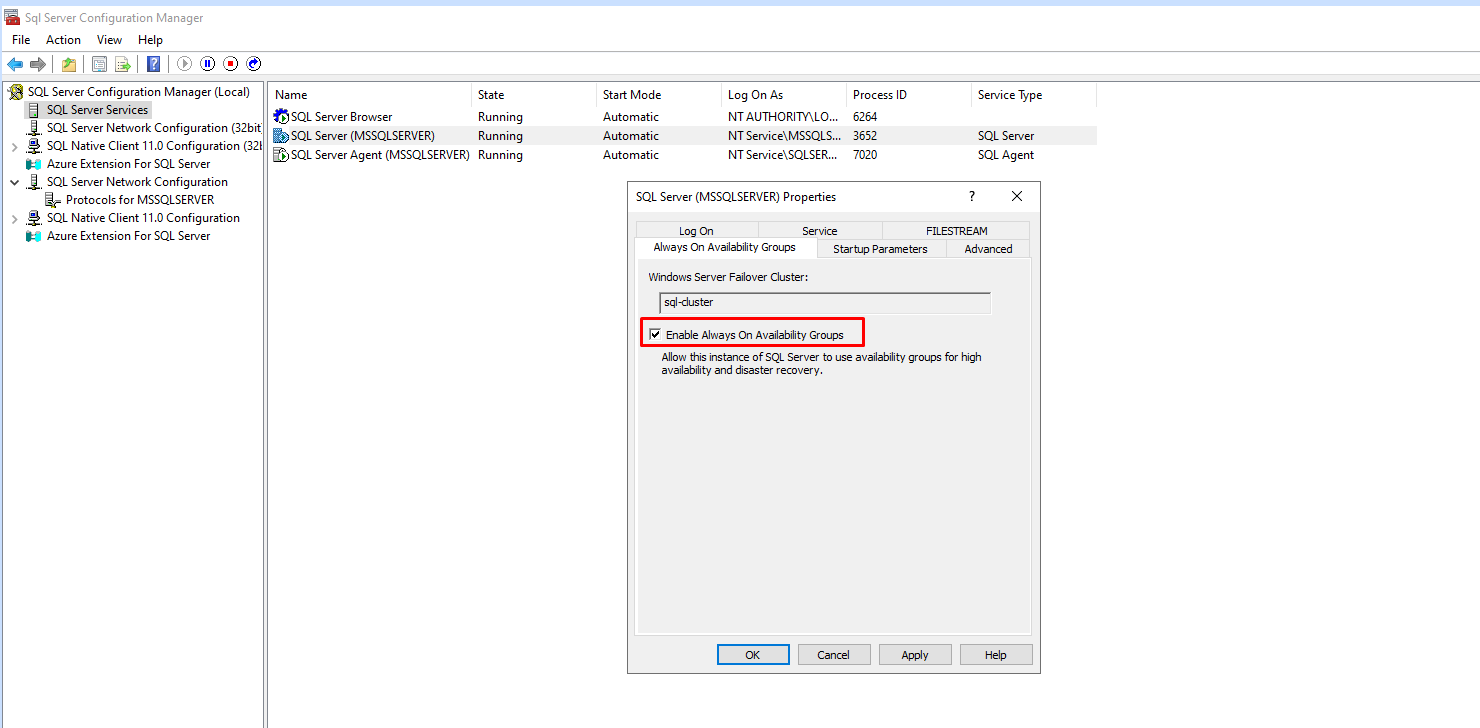 Sql Server Configuration Manager
File Action View Help
SQL Server Configuration Manager (Local)
SQL Server Services
SQL Server Network Configuration (32bit
SQL Native Client 11.0 Configuration (32b
Azure Extension For SQL Server
SQL Server Network Configuration
Protocols for MSSQLSERVER
SQL Native Client 11.0 Configuration
Azure Extension For SQL Server
Name State Start Mode Log On As Process ID Service Type
SQL Server Browser Running Automatic NT AUTHORITY\LO... 6264
SQL Server (MSSQLSERVER) Running Automatic NT Service\MSSQLS... 3652 SQL Server
SQL Server Agent (MSSQLSERVER) Running Automatic NT Service\SQLSER... 7020 SQL Agent
SQL Server (MSSQLSERVER) Properties
Log On Service FILESTREAM
Always On Availability Groups Startup Parameters Advanced
Windows Server Failover Cluster:
sql-cluster
Enable Always On Availability Groups
Allow this instance of SQL Server to use availability groups for high
availability and disaster recovery.
OK Cancel Apply Help